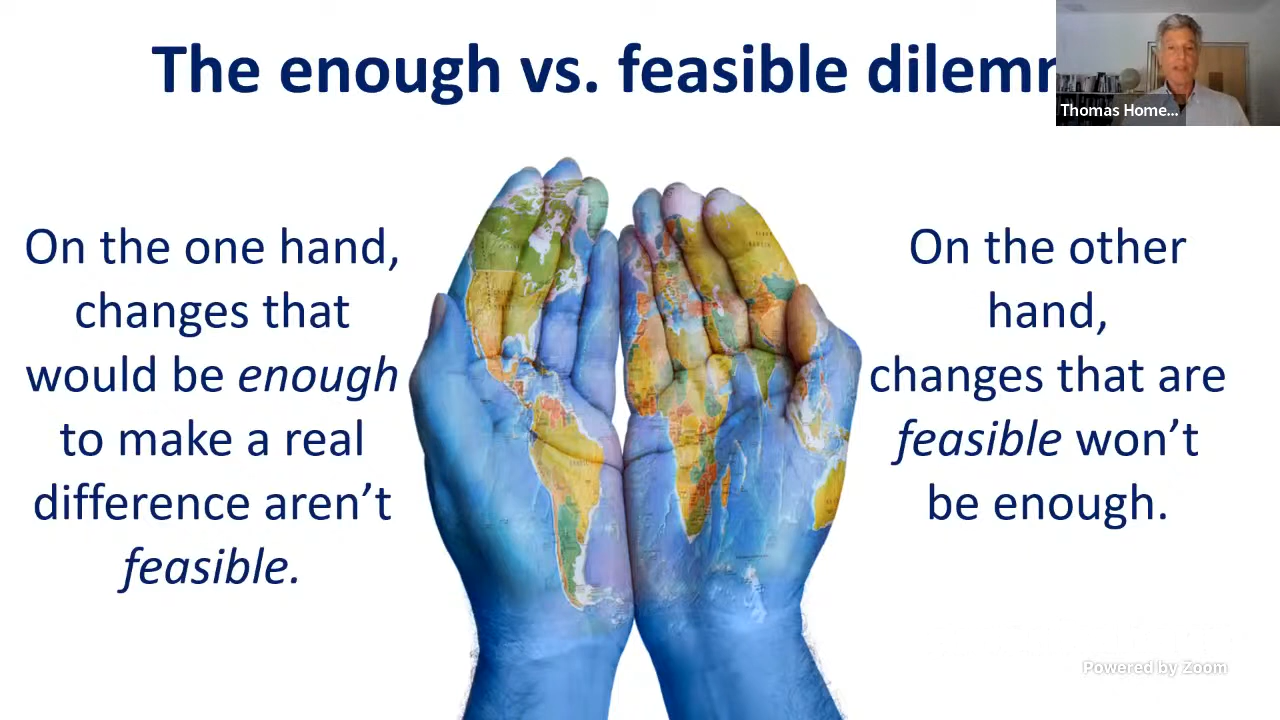 The enough vs. feasible dilem
Thomas Home...
On the one hand,
changes that
would be enough
to make a real
difference aren’t
feasible.
On the other
hand,
changes that are
feasible won’t
be enough.
Powered by Zoom